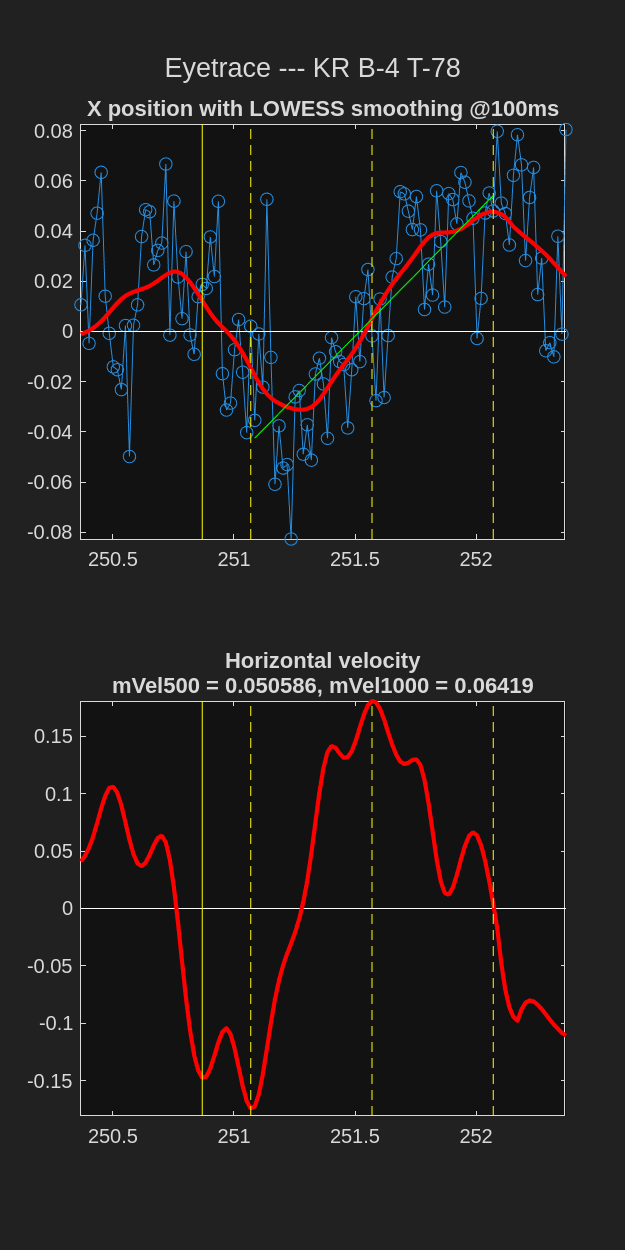 Eyetrace --- KR B-4 T-78
X position with LOWESS smoothing @100ms
0.08
0.06
0.04
0.02
0
-0.02
-0.04
-0.06
-0.08
250.5 251 251.5 252
Horizontal velocity
mVel500 = 0.050586, mVel1000 = 0.06419
0.15
0.1
0.05
0
-0.05
-0.1
-0.15
250.5 251 251.5 252